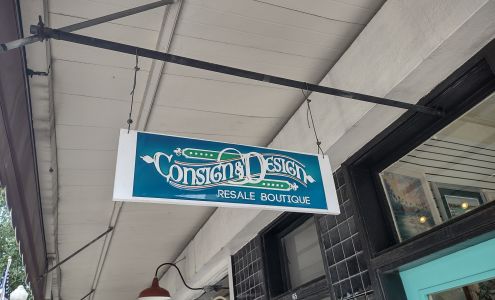 CONSIGN & DESIGN
RESALE BOUTIQUE